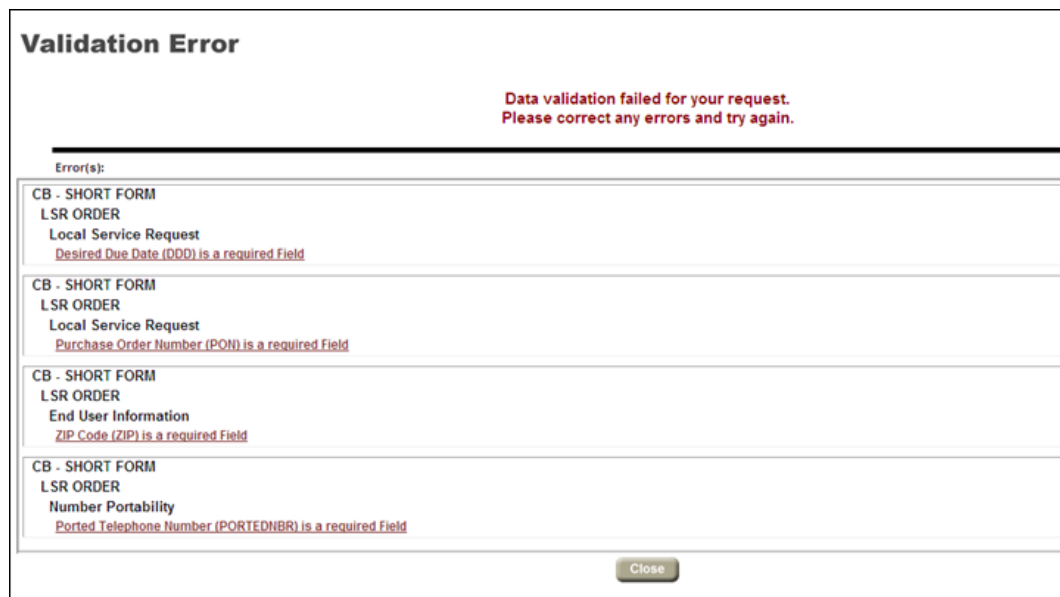 Validation Error
Data validation failed for your request.
Please correct any errors and try again.
Error(s):
CB - SHORT FORM
LSR ORDER
Local Service Request
Desired Due Date (DDD) is a required Field
CB - SHORT FORM
LSR ORDER
Local Service Request
Purchase Order Number (PON) is a required Field
CB - SHORT FORM
LSR ORDER
End User Information
ZIP Code (ZIP) is a required Field
CB - SHORT FORM
LSR ORDER
Number Portability
Ported Telephone Number (PORTEDNBR) is a required Field
Close